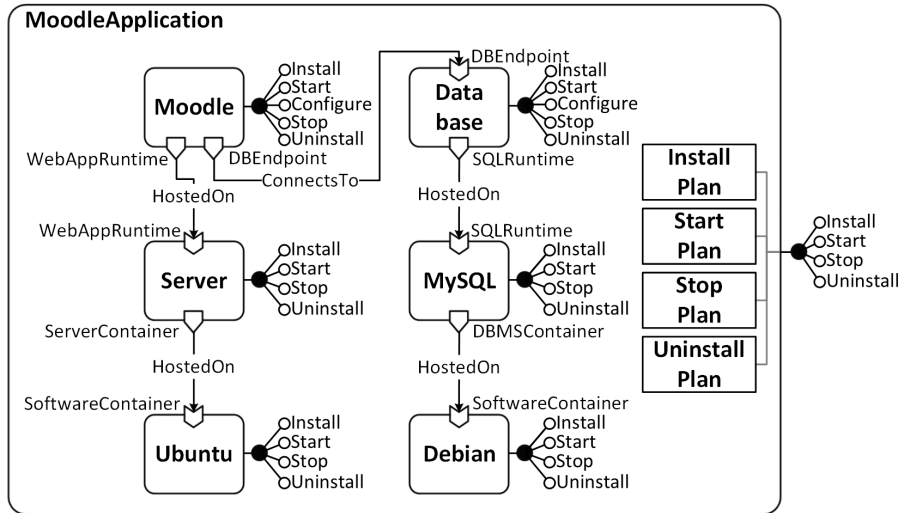 MoodleApplication
Moodle
Install
Start
Configure
Stop
Uninstall
WebAppRuntime
DBEndpoint
ConnectsTo
HostedOn
DBEndpoint
Data
base
Install
Start
Configure
Stop
Uninstall
SQLRuntime
HostedOn
WebAppRuntime
Server
Install
Start
Stop
Uninstall
ServerContainer
HostedOn
SQLRuntime
MySQL
Install
Start
Stop
Uninstall
DBMSContainer
HostedOn
SoftwareContainer
Ubuntu
Install
Start
Stop
Uninstall
SoftwareContainer
Debian
Install
Start
Stop
Uninstall
Install
Plan
Start
Plan
Stop
Plan
Uninstall
Plan
Install
Start
Stop
Uninstall